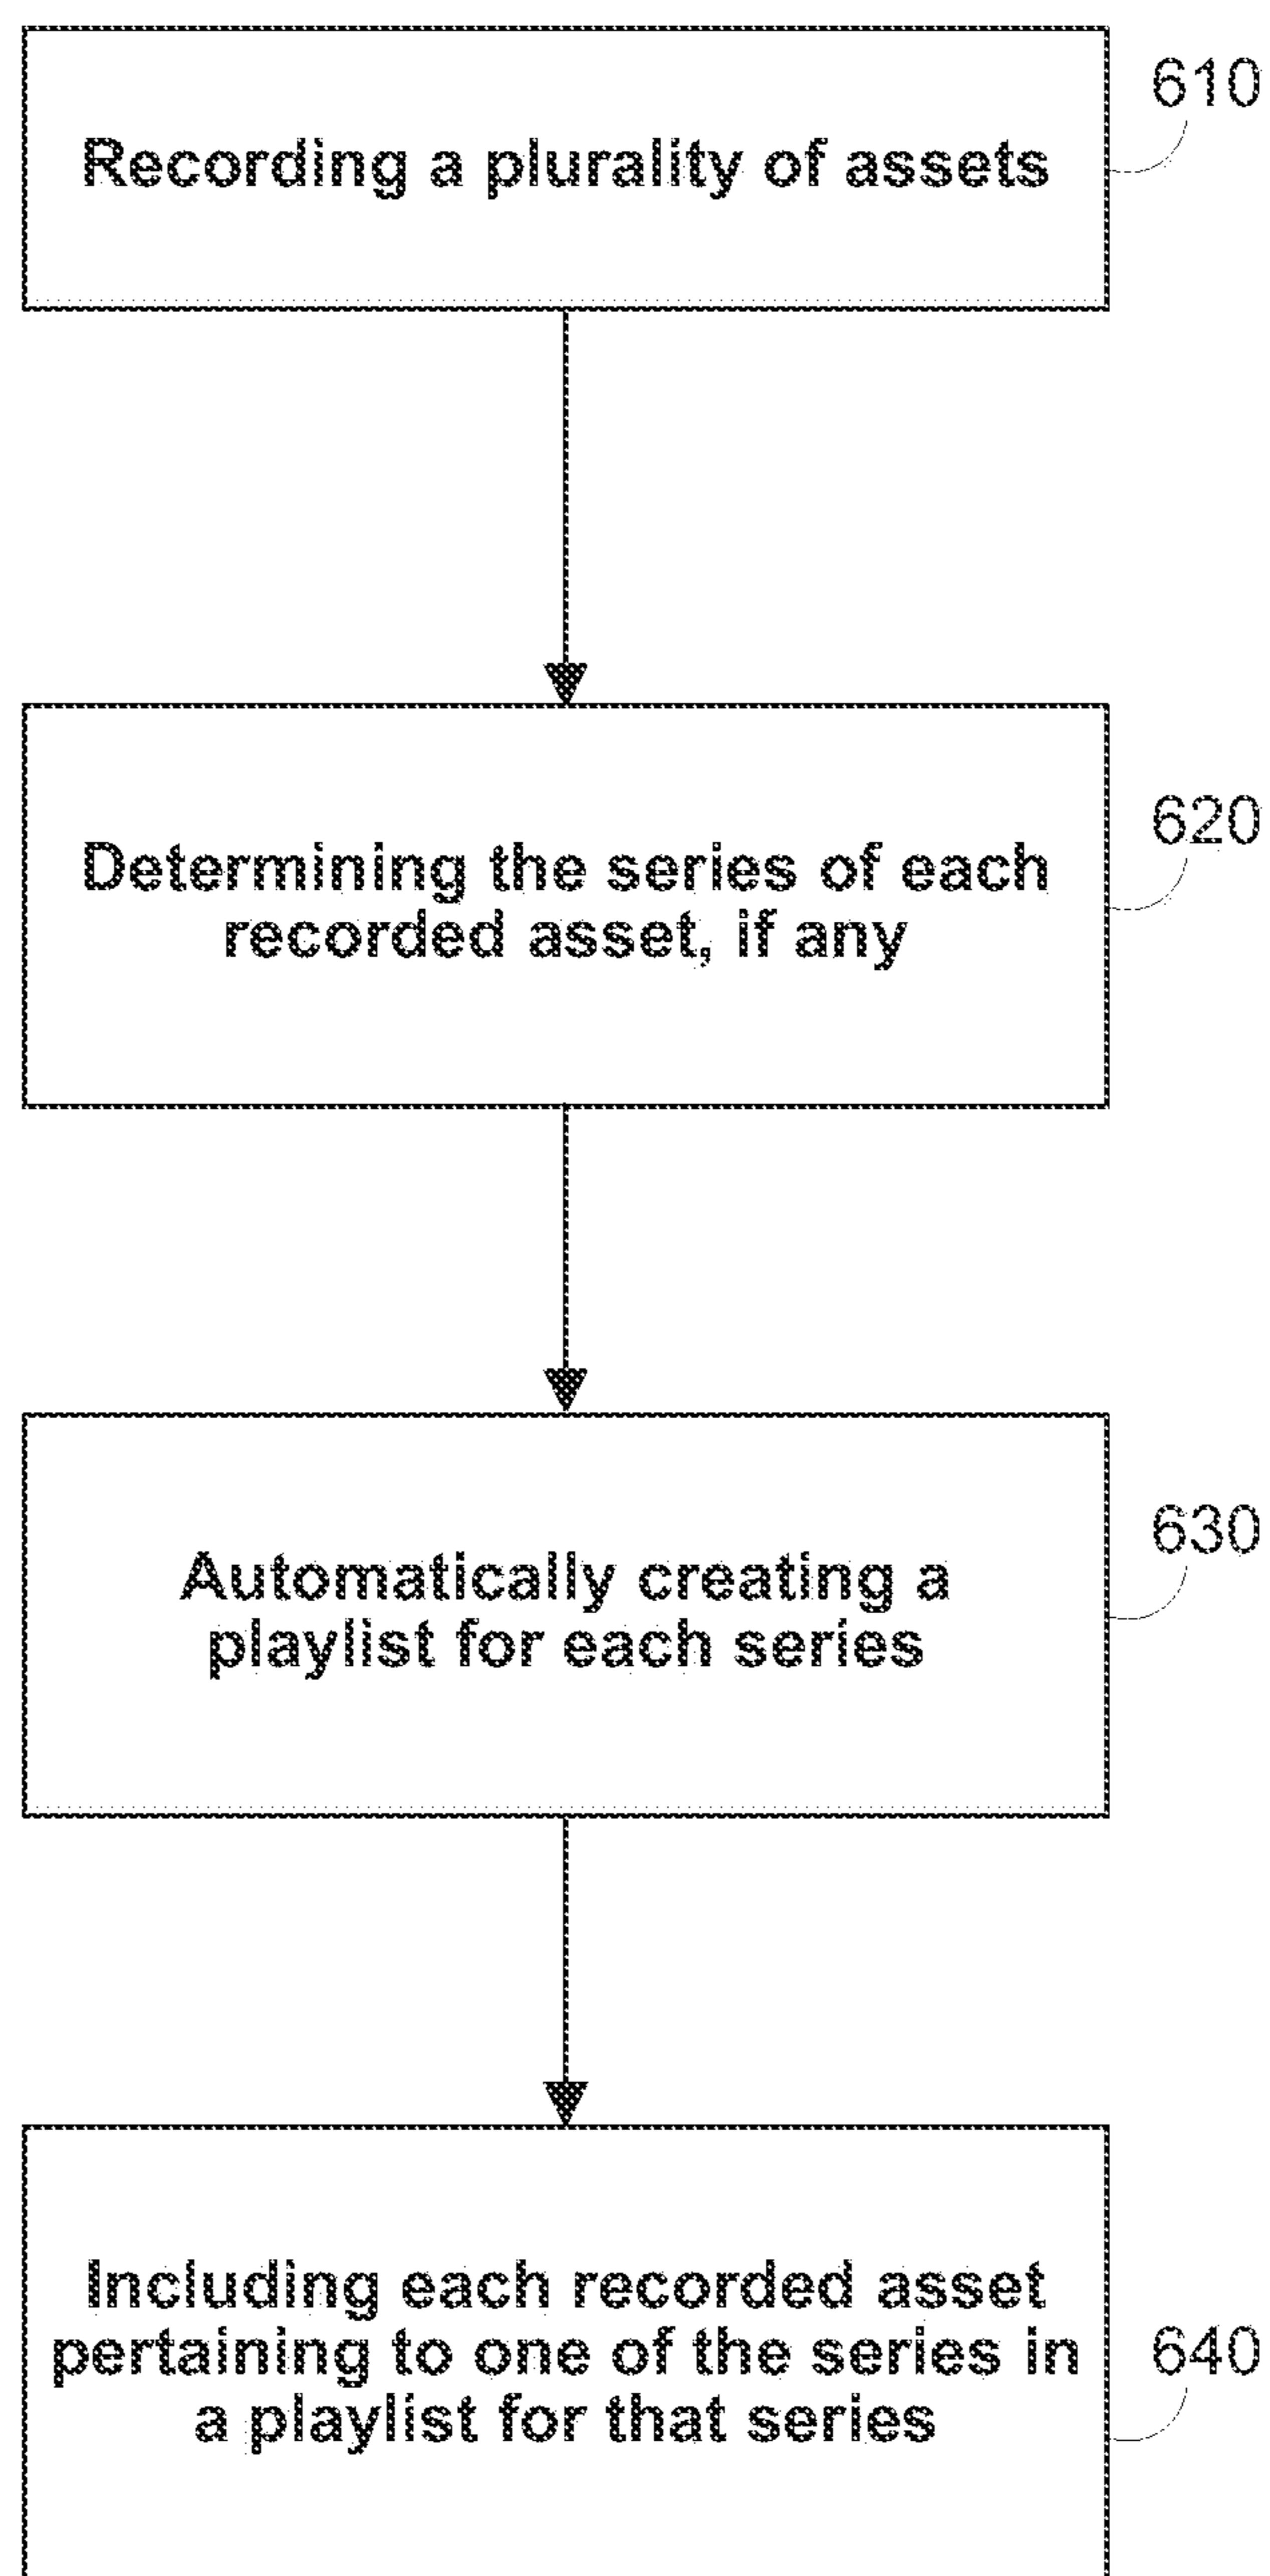 Recording a plurality of assets
610
Determining the series of each
recorded asset, if any
620
Automatically creating a
playlist for each series
630
Including each recorded asset
pertaining to one of the series in
a playlist for that series
640